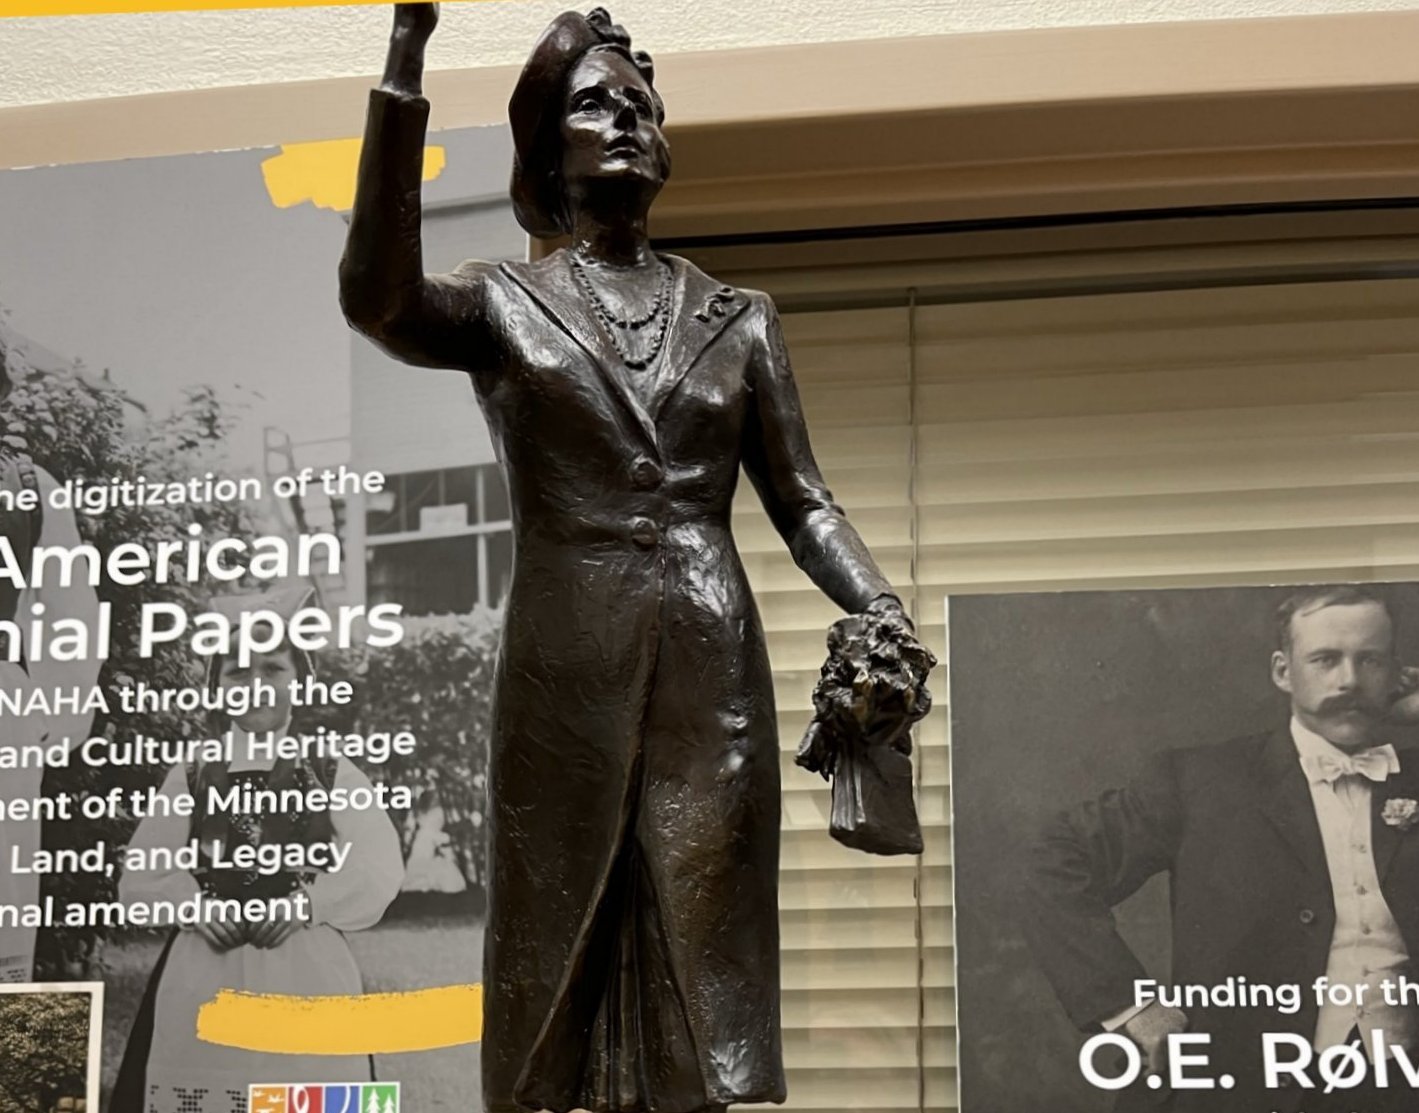 he digitization of the
American
nial Papers
NAHA through the
and Cultural Heritage
ment of the Minnesota
Land, and Legacy
nal amendment
Funding for th
O.E. Rølv